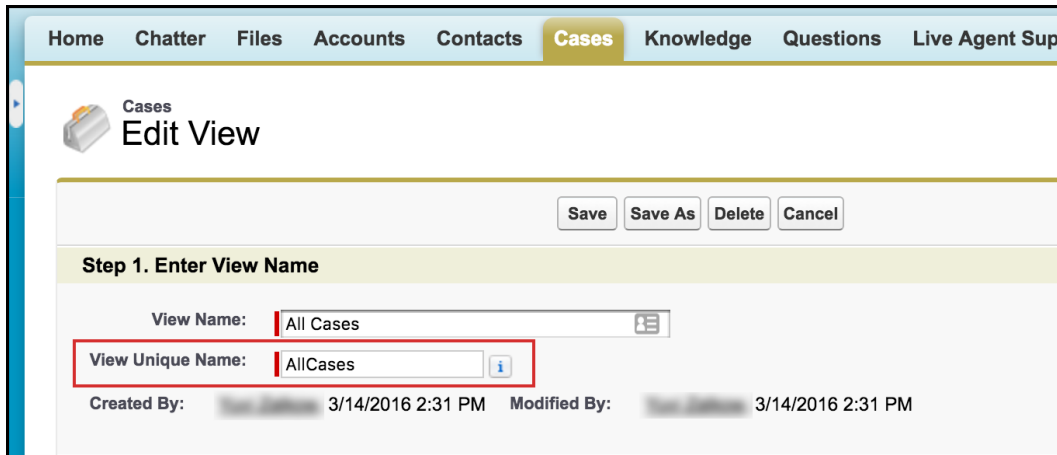 Home Chatter Files Accounts Contacts Cases Knowledge Questions Live Agent Sup
Cases
Edit View
Save Save As Delete Cancel
Step 1. Enter View Name
View Name: All Cases
View Unique Name: AllCases i
Created By: 3/14/2016 2:31 PM Modified By: 3/14/2016 2:31 PM